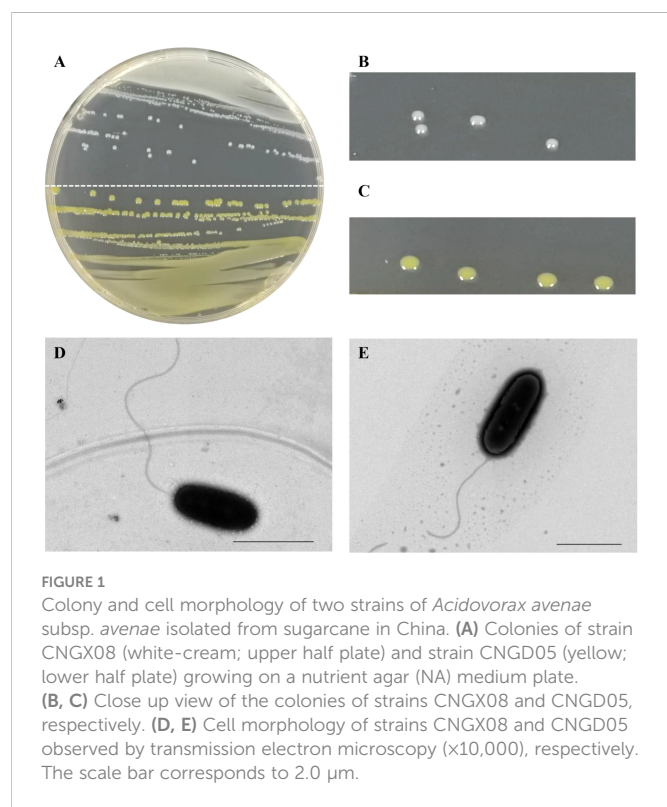 A
B
C
D
E
FIGURE 1
Colony and cell morphology of two strains of Acidovorax avenae
subsp. avenae isolated from sugarcane in China. (A) Colonies of strain
CNGX08 (white-cream; upper half plate) and strain CNGD05 (yellow;
lower half plate) growing on a nutrient agar (NA) medium plate.
(B, C) Close up view of the colonies of strains CNGX08 and CNGD05,
respectively. (D, E) Cell morphology of strains CNGX08 and CNGD05
observed by transmission electron microscopy (×10,000), respectively.
The scale bar corresponds to 2.0 µm.